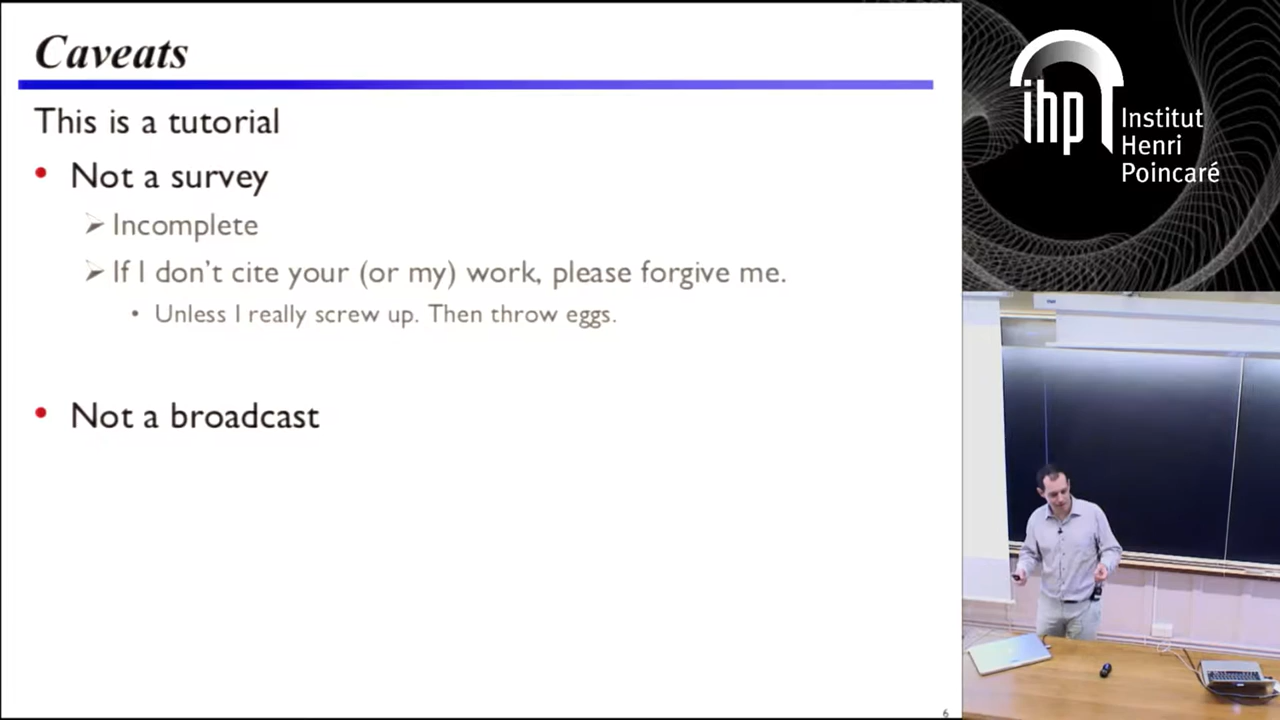 Caveats
This is a tutorial
• Not a survey
➢ Incomplete
➢ If I don't cite your (or my) work, please forgive me.
• Unless I really screw up. Then throw eggs.
• Not a broadcast
6
ihp
Institut
Henri
Poincaré